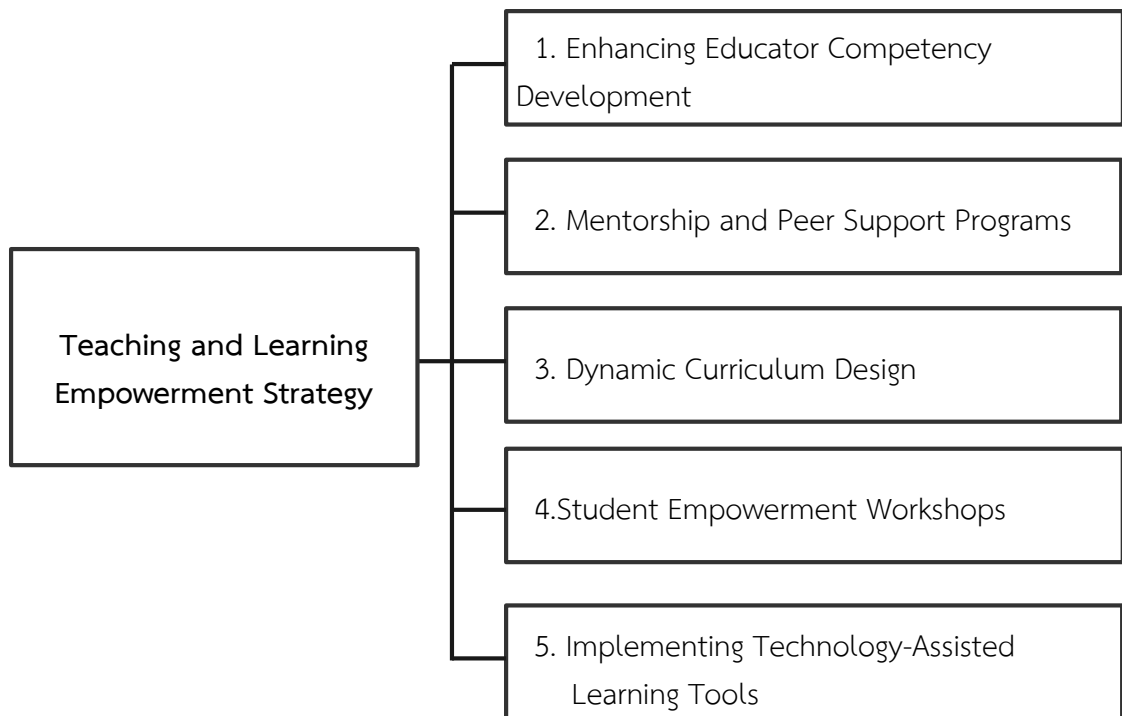 1. Enhancing Educator Competency
Development
2. Mentorship and Peer Support Programs
Teaching and Learning
Empowerment Strategy
3. Dynamic Curriculum Design
4.Student Empowerment Workshops
5. Implementing Technology-Assisted
Learning Tools